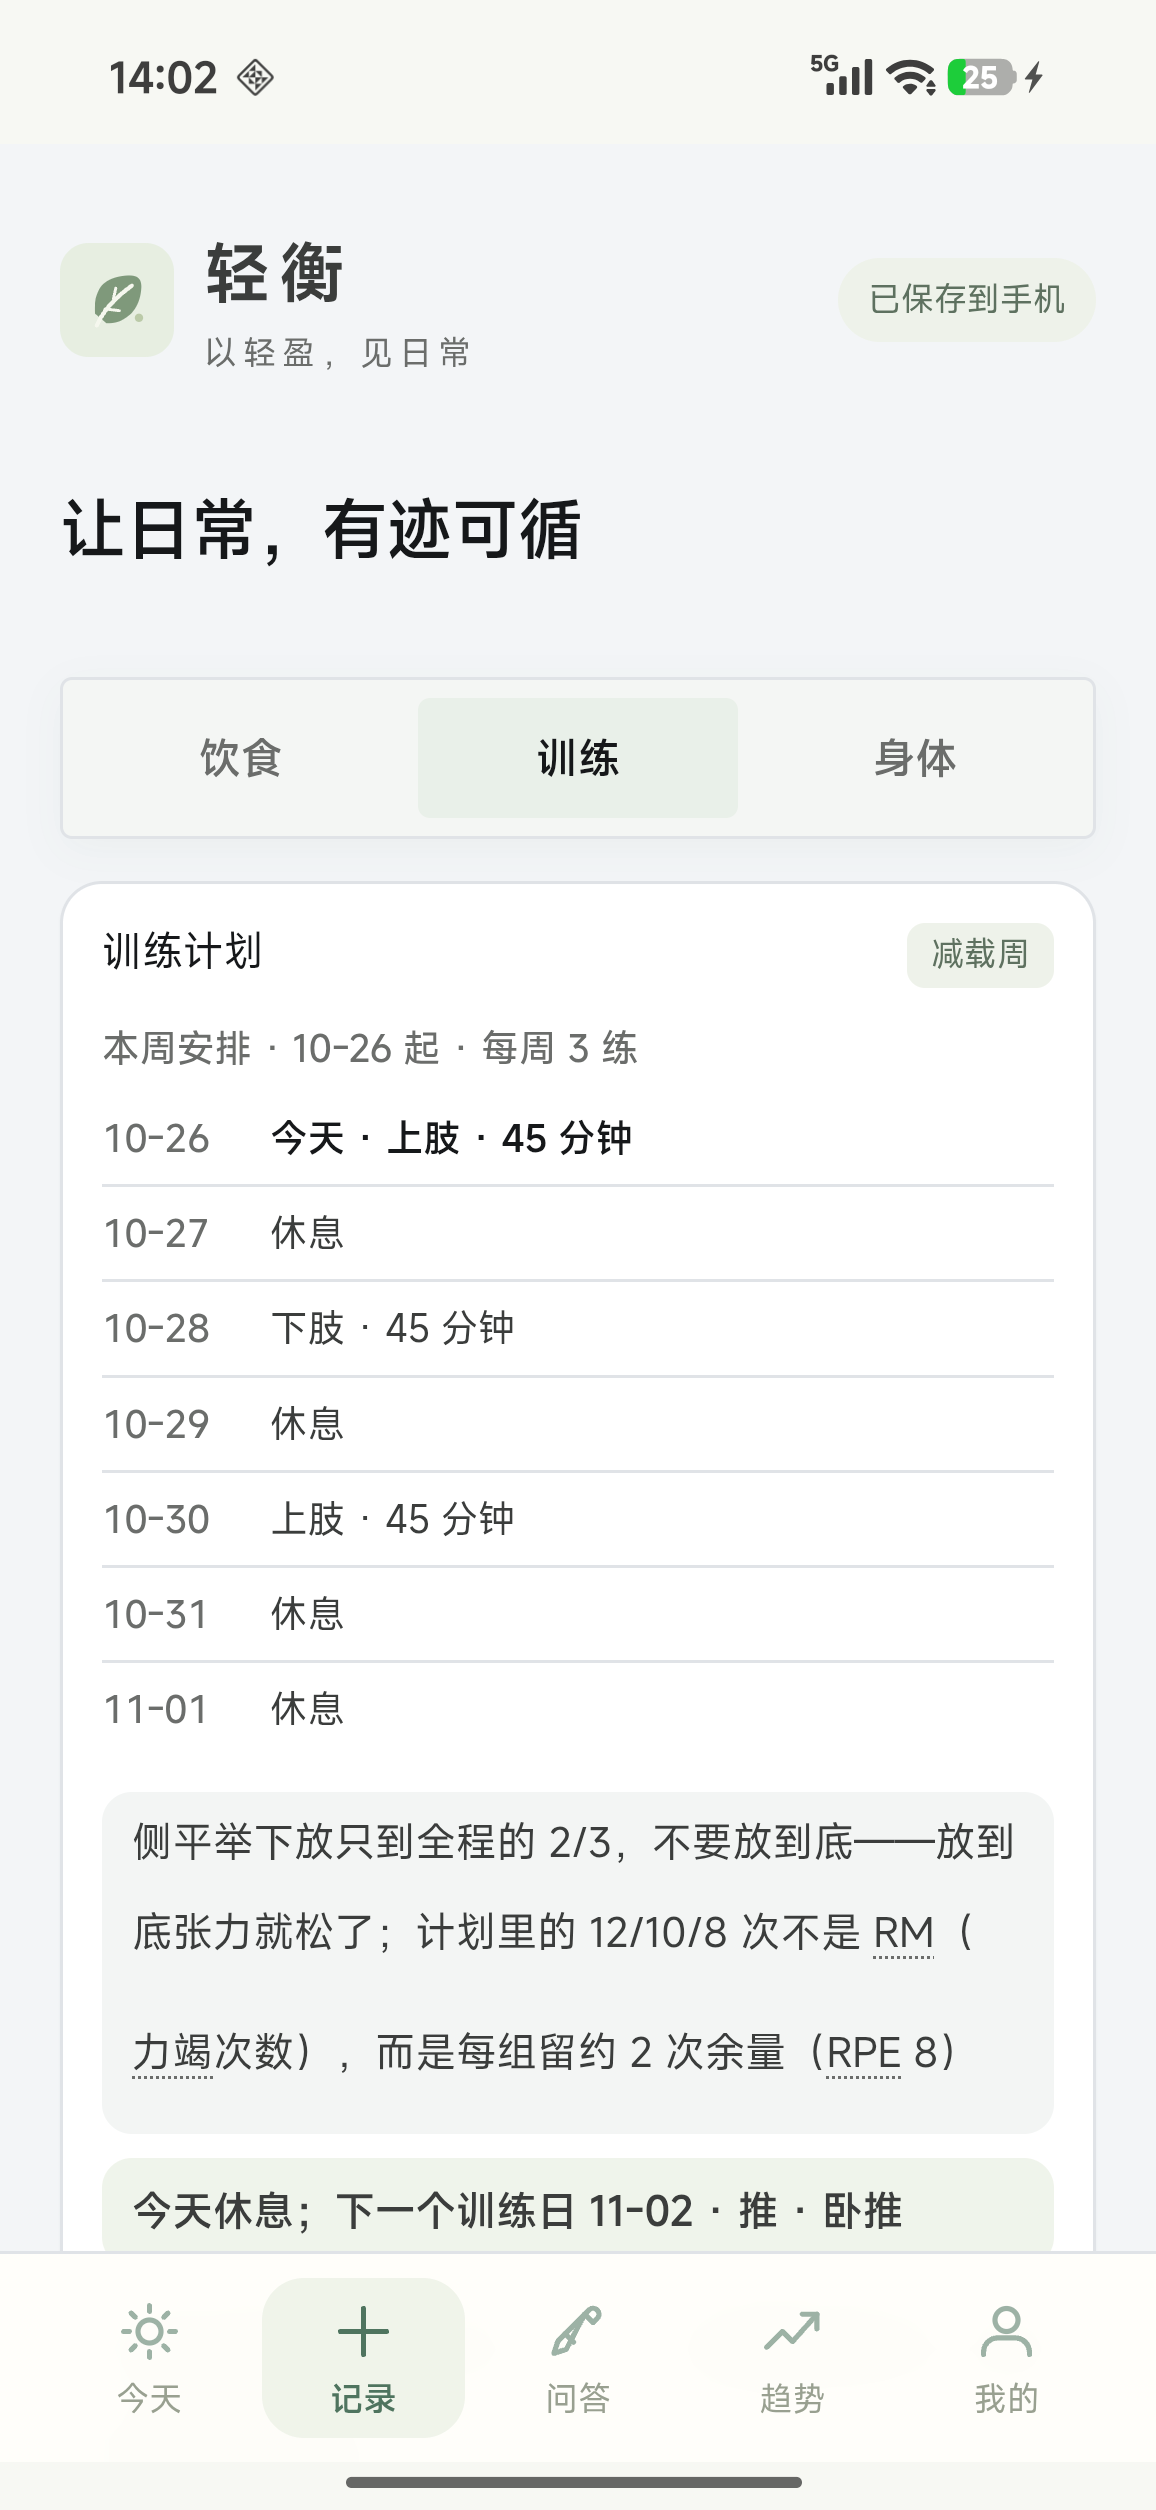 14:02
5G
25
轻衡
以轻盈，见日常
已保存到手机
让日常，有迹可循
饮食
训练
身体
训练计划
减载周
本周安排 · 10-26 起 · 每周 3 练
10-26 今天 · 上肢 · 45 分钟
10-27 休息
10-28 下肢 · 45 分钟
10-29 休息
10-30 上肢 · 45 分钟
10-31 休息
11-01 休息
侧平举下放只到全程的 2/3，不要放到底——放到
底张力就松了；计划里的 12/10/8 次不是 RM（
力竭次数），而是每组留约 2 次余量（RPE 8）
今天休息；下一个训练日 11-02 · 推 · 卧推
今天
记录
问答
趋势
我的